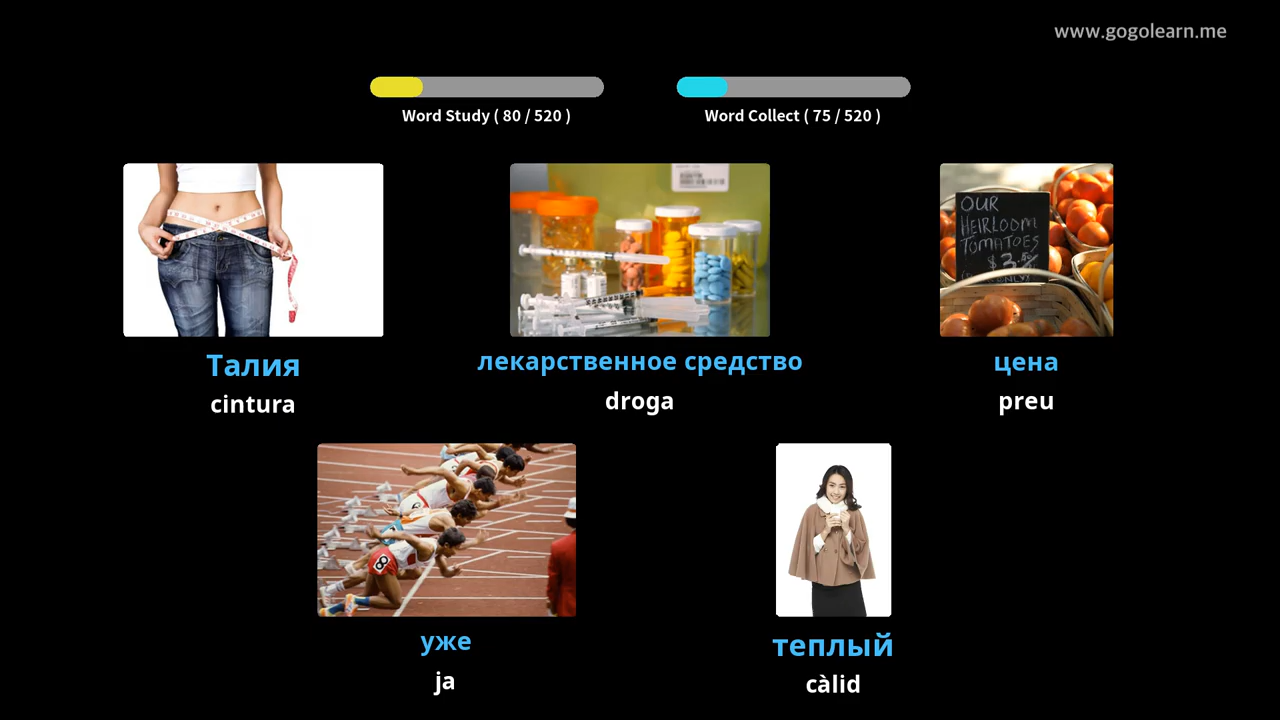 www.gogolearn.me
Word Study ( 80 / 520 )
Word Collect ( 75 / 520 )
OUR
HEIRLOOM
TOMATOES
Талия
cintura
лекарственное средство
droga
цена
preu
8
уже
ja
теплый
càlid